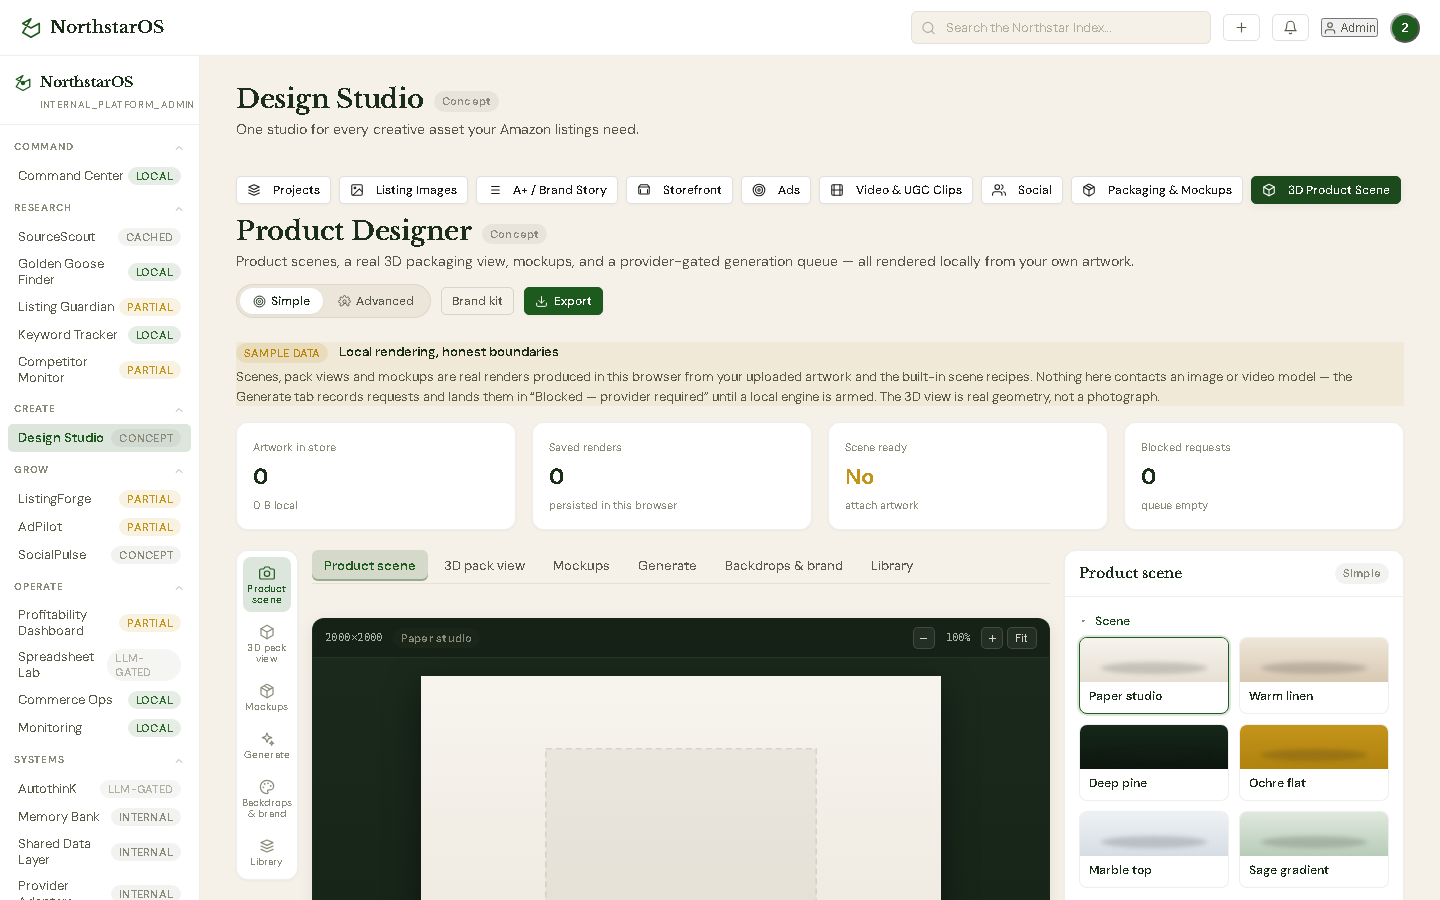 NorthstarOS
Search the Northstar Index...
Admin
2
NorthstarOS
INTERNAL_PLATFORM_ADMIN
COMMAND
Command Center LOCAL
RESEARCH
SourceScout CACHED
Golden Goose
Finder
LOCAL
Listing Guardian PARTIAL
Keyword Tracker LOCAL
Competitor
Monitor
PARTIAL
CREATE
Design Studio CONCEPT
GROW
ListingForge PARTIAL
AdPilot PARTIAL
SocialPulse CONCEPT
OPERATE
Profitability
Dashboard
PARTIAL
Spreadsheet
Lab
LLM-
GATED
Commerce Ops LOCAL
Monitoring LOCAL
SYSTEMS
AutothinK LLM-GATED
Memory Bank INTERNAL
Shared Data
Layer
INTERNAL
Provider
INTERNAL
Design Studio Concept
One studio for every creative asset your Amazon listings need.
Projects Listing Images A+ / Brand Story Storefront Ads Video & UGC Clips Social Packaging & Mockups 3D Product Scene
Product Designer Concept
Product scenes, a real 3D packaging view, mockups, and a provider-gated generation queue — all rendered locally from your own artwork.
Simple Advanced Brand kit Export
SAMPLE DATA Local rendering, honest boundaries
Scenes, pack views and mockups are real renders produced in this browser from your uploaded artwork and the built-in scene recipes. Nothing here contacts an image or video model — the
Generate tab records requests and lands them in “Blocked — provider required” until a local engine is armed. The 3D view is real geometry, not a photograph.
Artwork in store
0
0 B local
Saved renders
0
persisted in this browser
Scene ready
No
attach artwork
Blocked requests
0
queue empty
Product
scene
3D pack
view
Mockups
Generate
Backdrops
& brand
Library
Product scene 3D pack view Mockups Generate Backdrops & brand Library
2000×2000 Paper studio − 100% + Fit
Product scene Simple
Scene
Paper studio Warm linen
Deep pine Ochre flat
Marble top Sage gradient